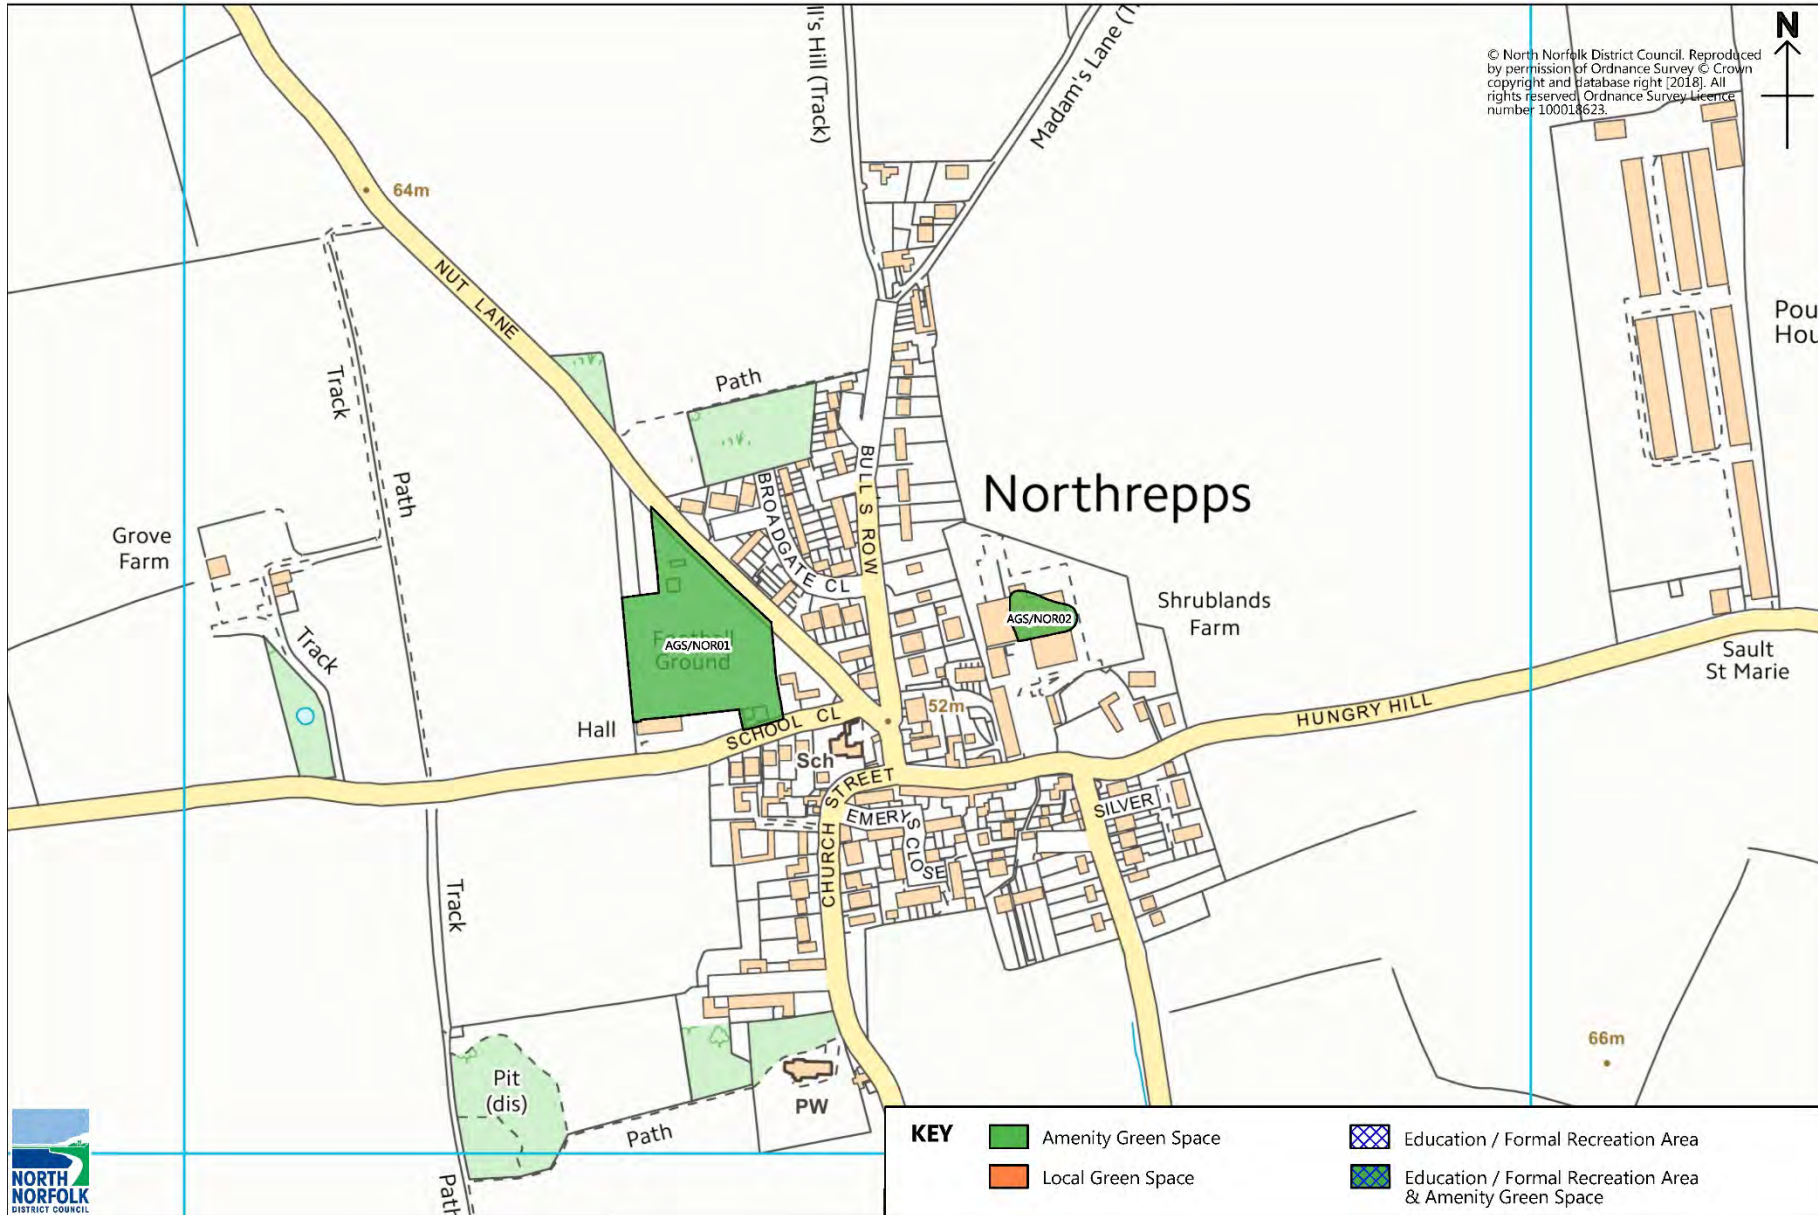 ll's Hill (Track)
Madam's Lane (T
N
© North Norfolk District Council. Reproduced
by permission of Ordnance Survey © Crown
copyright and database right [2018]. All
rights reserved. Ordnance Survey Licence
number 100018623.
64m
NUT LANE
Pou
Hou
Track
Path
Path
BULL'S ROW
BROADGATE CL
Northrepps
Grove
Farm
Shrublands
Farm
AGS/NOR02
Football
Ground
AGS/NOR01
Track
Sault
St Marie
52m
HUNGRY HILL
Hall
SCHOOL CL
Sch
CHURCH STREET
EMERY'S CLOSE
SILVER
Track
66m
Pit
(dis)
PW
Path
Path
KEY
Amenity Green Space
Local Green Space
Education / Formal Recreation Area
Education / Formal Recreation Area
& Amenity Green Space
NORTH
NORFOLK
DISTRICT COUNCIL